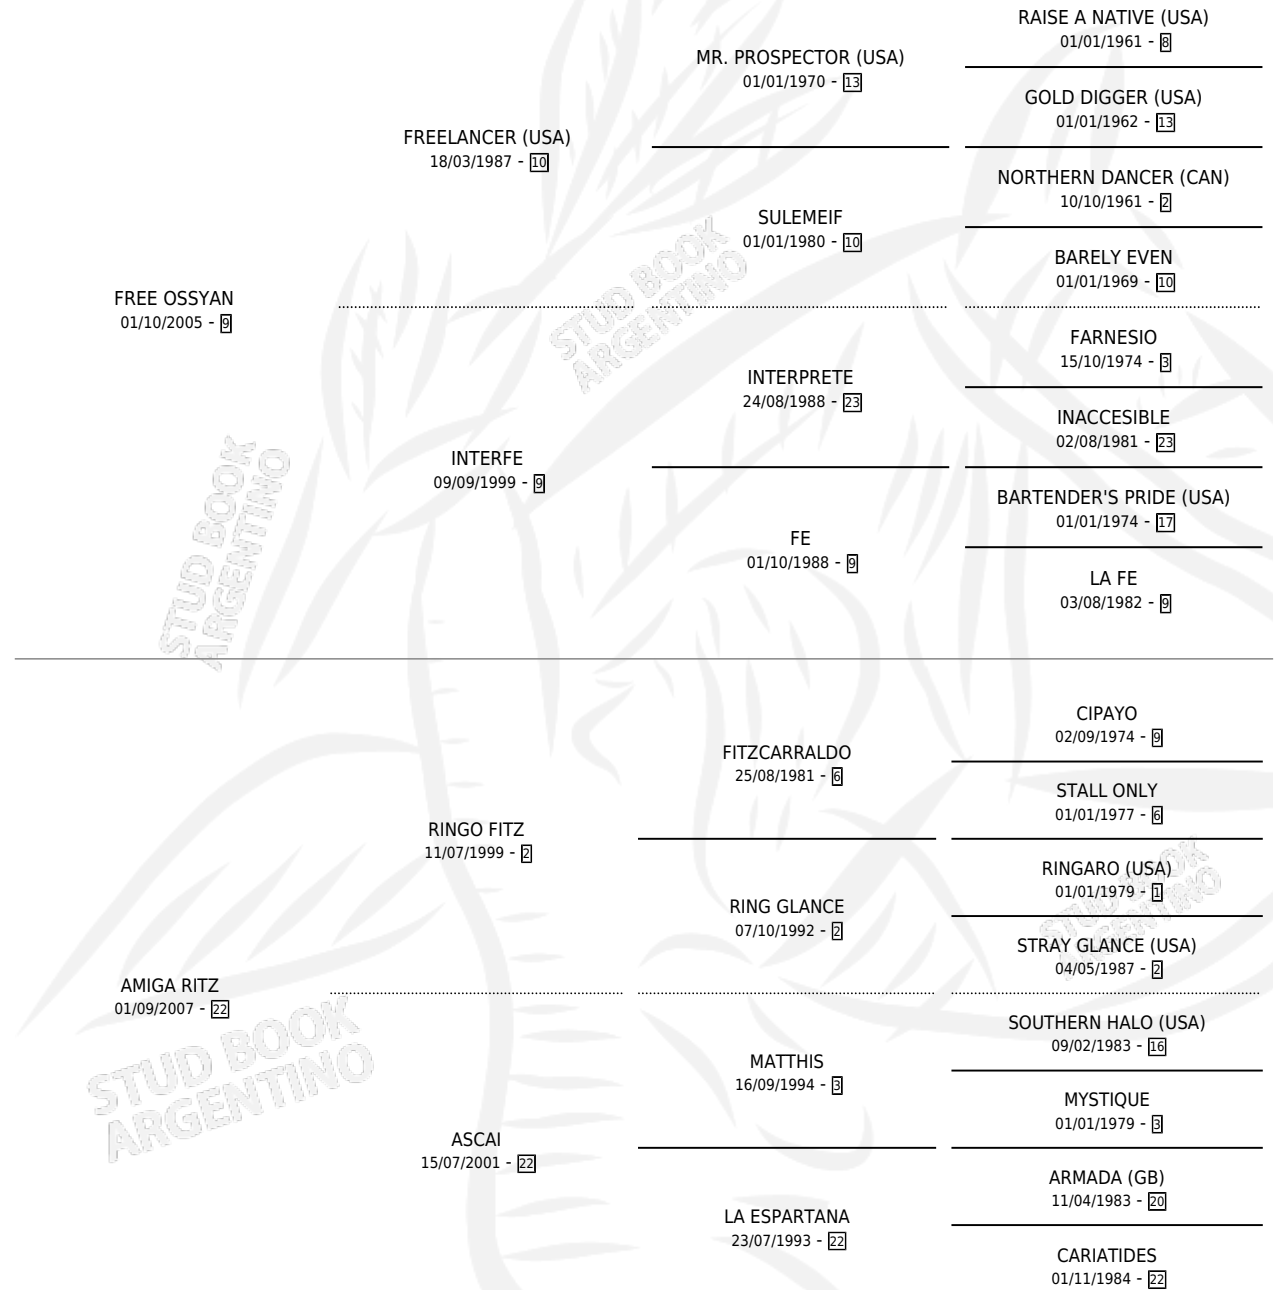 RAISE A NATIVE (USA)
01/01/1961 - 8
MR. PROSPECTOR (USA)
01/01/1970 - 13
GOLD DIGGER (USA)
01/01/1962 - 13
FREELANCER (USA)
18/03/1987 - 10
NORTHERN DANCER (CAN)
10/10/1961 - 2
SULEMEIF
01/01/1980 - 10
BARELY EVEN
01/01/1969 - 10
FREE OSSYAN
01/10/2005 - 9
STUD BOOK
ARGENTINO
FARNESIO
15/10/1974 - 3
INTERPRETE
24/08/1988 - 23
INACCESIBLE
02/08/1981 - 23
INTERFE
09/09/1999 - 9
BARTENDER'S PRIDE (USA)
01/01/1974 - 17
FE
01/10/1988 - 9
LA FE
03/08/1982 - 9
STUD BOOK
ARGENTINO
CIPAYO
02/09/1974 - 9
FITZCARRALDO
25/08/1981 - 6
STALL ONLY
01/01/1977 - 6
RINGO FITZ
11/07/1999 - 2
RINGARO (USA)
01/01/1979 - 1
STUD BOOK
ARGENTINO
RING GLANCE
07/10/1992 - 2
STRAY GLANCE (USA)
04/05/1987 - 2
AMIGA RITZ
01/09/2007 - 22
SOUTHERN HALO (USA)
09/02/1983 - 16
MATTHIS
16/09/1994 - 3
MYSTIQUE
01/01/1979 - 3
STUD BOOK
ARGENTINO
ASCAI
15/07/2001 - 22
ARMADA (GB)
11/04/1983 - 20
LA ESPARTANA
23/07/1993 - 22
CARIATIDES
01/11/1984 - 22